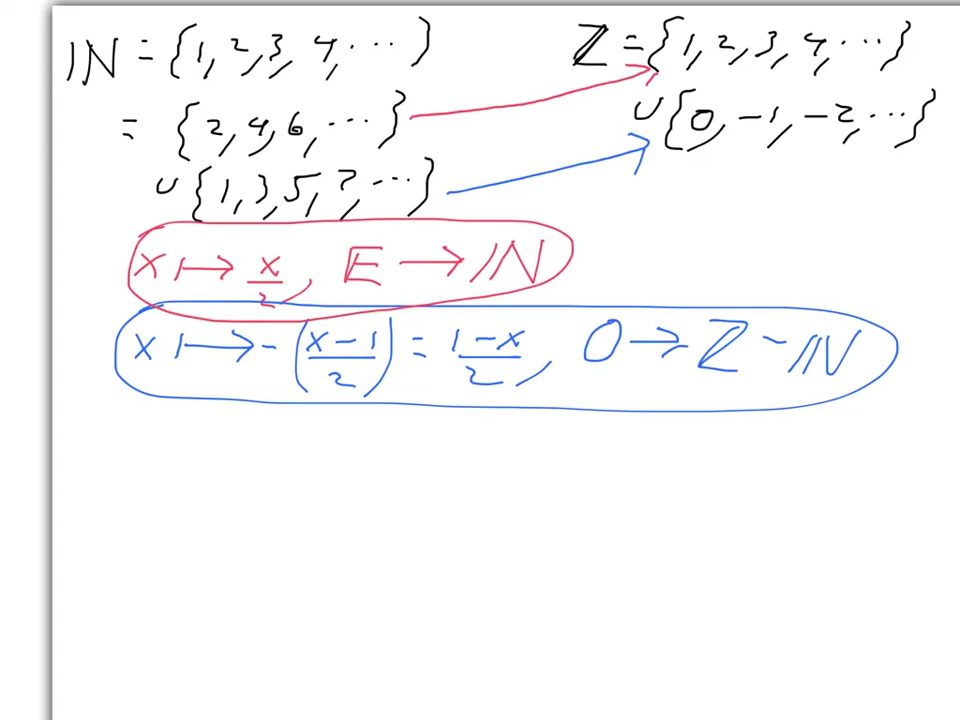 ℕ = {1, 2, 3, 4, ...}
ℤ = {1, 2, 3, 4, ...}
= {2, 4, 6, ...}
∪ {0, -1, -2, ...}
∪ {1, 3, 5, 7, ...}
x ↦ x/2, E → ℕ
x ↦ -((x-1)/2) = (1-x)/2, O → ℤ ~ ℕ